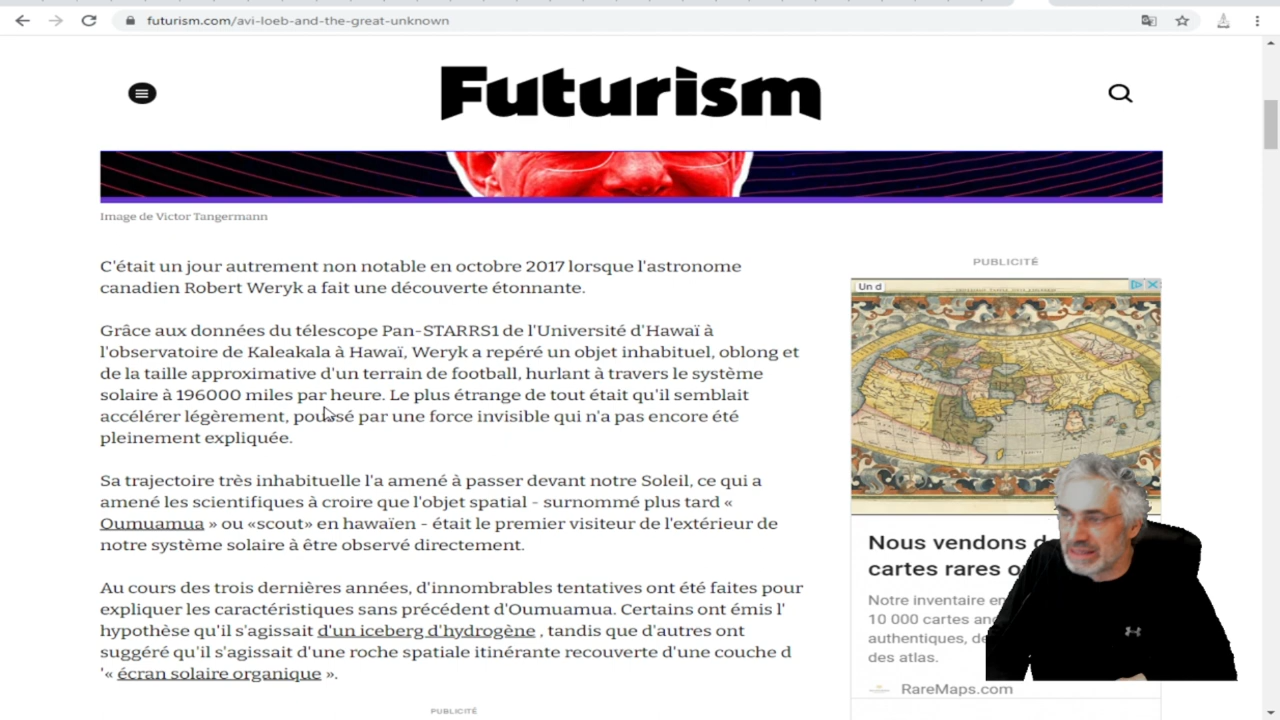 futurism.com/avi-loeb-and-the-great-unknown
Futurism
Image de Victor Tangermann
C'était un jour autrement non notable en octobre 2017 lorsque l'astronome
canadien Robert Weryk a fait une découverte étonnante.
Grâce aux données du télescope Pan-STARRS1 de l'Université d'Hawaï à
l'observatoire de Kaleakala à Hawaï, Weryk a repéré un objet inhabituel, oblong et
de la taille approximative d'un terrain de football, hurlant à travers le système
solaire à 196000 miles par heure. Le plus étrange de tout était qu'il semblait
accélérer légèrement, poussé par une force invisible qui n'a pas encore été
pleinement expliquée.
Sa trajectoire très inhabituelle l'a amené à passer devant notre Soleil, ce qui a
amené les scientifiques à croire que l'objet spatial - surnommé plus tard «
Oumuamua » ou «scout» en hawaïen - était le premier visiteur de l'extérieur de
notre système solaire à être observé directement.
Au cours des trois dernières années, d'innombrables tentatives ont été faites pour
expliquer les caractéristiques sans précédent d'Oumuamua. Certains ont émis l'
hypothèse qu'il s'agissait d'un iceberg d'hydrogène , tandis que d'autres ont
suggéré qu'il s'agissait d'une roche spatiale itinérante recouverte d'une couche d
'« écran solaire organique ».
PUBLICITÉ
PUBLICITÉ
Un d
Nous vendons
cartes rares
Notre inventaire
10 000 cartes
authentiques,
des atlas.
RareMaps.com